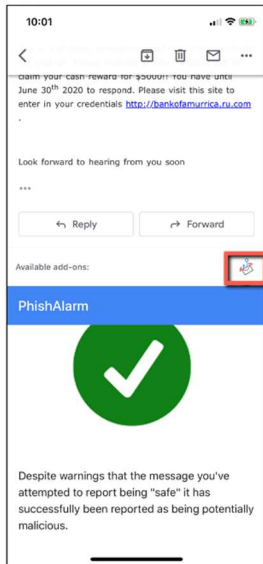 10:01
claim your cash reward for $5000!! You have until
June 30th 2020 to respond. Please visit this site to
enter in your credentials http://bankofamurrica.ru.com
.
Look forward to hearing from you soon
Reply
Forward
Available add-ons:
PhishAlarm
Despite warnings that the message you've
attempted to report being "safe" it has
successfully been reported as being potentially
malicious.